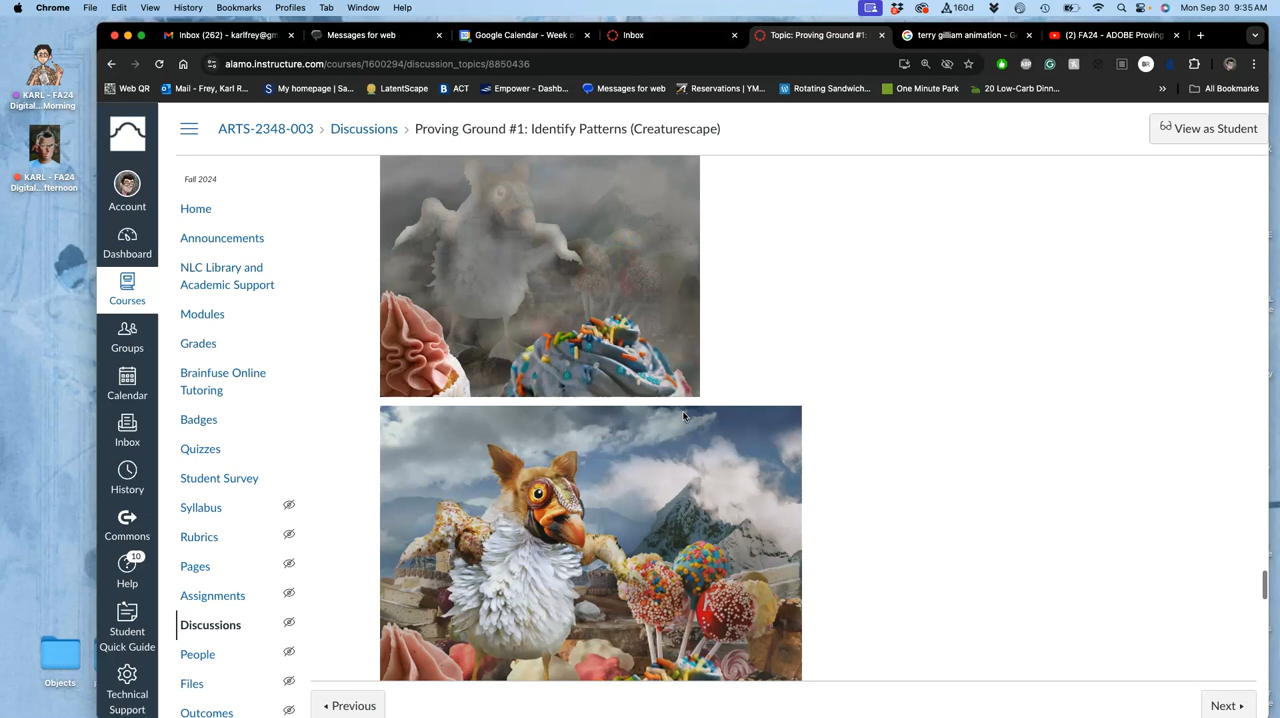 Chrome File Edit View History Bookmarks Profiles Tab Window Help
160d Mon Sep 30 9:35 AM
Inbox (262) - karlfrey@gm
Messages for web
Google Calendar - Week o
Inbox
Topic: Proving Ground #1:
terry gilliam animation - G
(2) FA24 - ADOBE Proving
alamo.instructure.com/courses/1600294/discussion_topics/8850436
Web QR
Mail - Frey, Karl R...
My homepage | Sa...
LatentScape
ACT
Empower - Dashb...
Messages for web
Reservations | YM...
Rotating Sandwich...
One Minute Park
20 Low-Carb Dinn...
»
All Bookmarks
KARL - FA24
Digital...Morning
KARL - FA24
Digital...fternoon
Objects
Account
Dashboard
Courses
Groups
Calendar
Inbox
History
Commons
10
Help
Student
Quick Guide
Technical
Support
ARTS-2348-003 › Discussions › Proving Ground #1: Identify Patterns (Creaturescape)
View as Student
Fall 2024
Home
Announcements
NLC Library and
Academic Support
Modules
Grades
Brainfuse Online
Tutoring
Badges
Quizzes
Student Survey
Syllabus
Rubrics
Pages
Assignments
Discussions
People
Files
Outcomes
Previous
Next